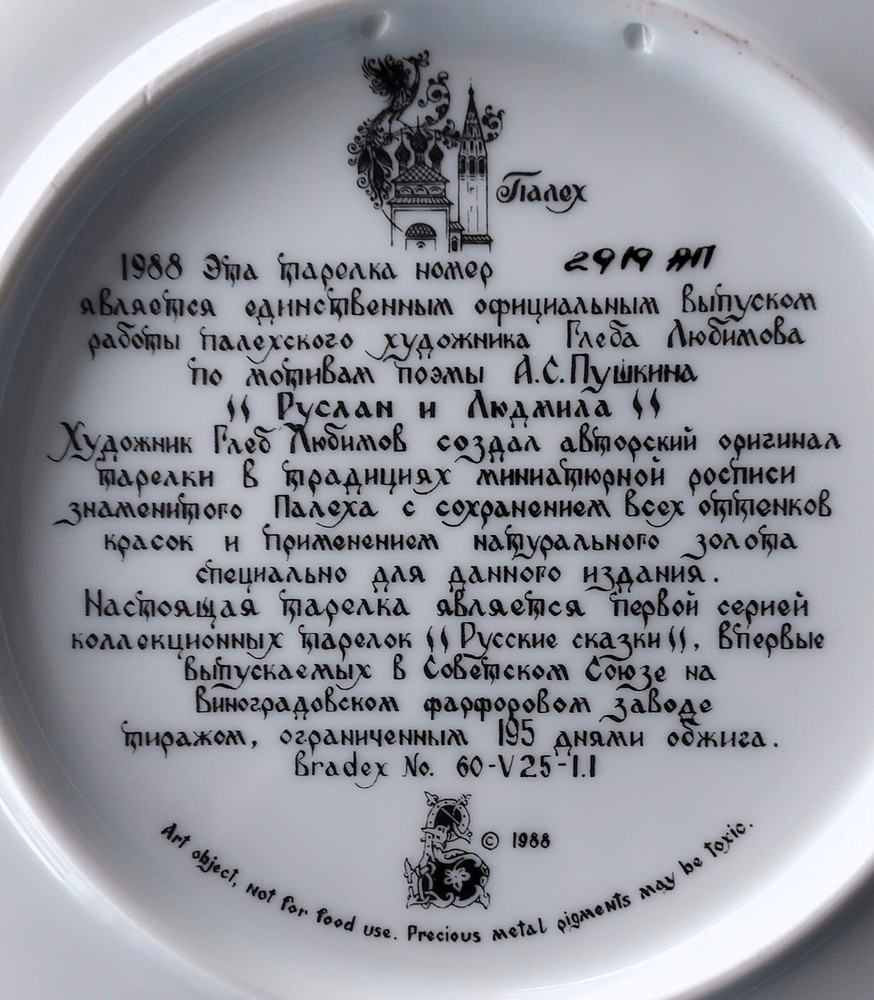 Палех
1988 Эта тарелка номер 2919 АП
является единственным официальным выпуском
работы палехского художника Глеба Любимова
по мотивам поэмы А.С.Пушкина
"Руслан и Людмила"
Художник Глеб Любимов создал авторский оригинал
тарелки в традициях миниатюрной росписи
знаменитого Палеха с сохранением всех оттенков
красок и применением натурального золота
специально для данного издания.
Настоящая тарелка является первой серией
коллекционных тарелок "Русские сказки", впервые
выпускаемых в Советском Союзе на
Виноградовском фарфоровом заводе
тиражом, ограниченным 195 днями обжига.
Bradex No. 60-V25-1.1
© 1988
Art object, not for food use. Precious metal pigments may be toxic.